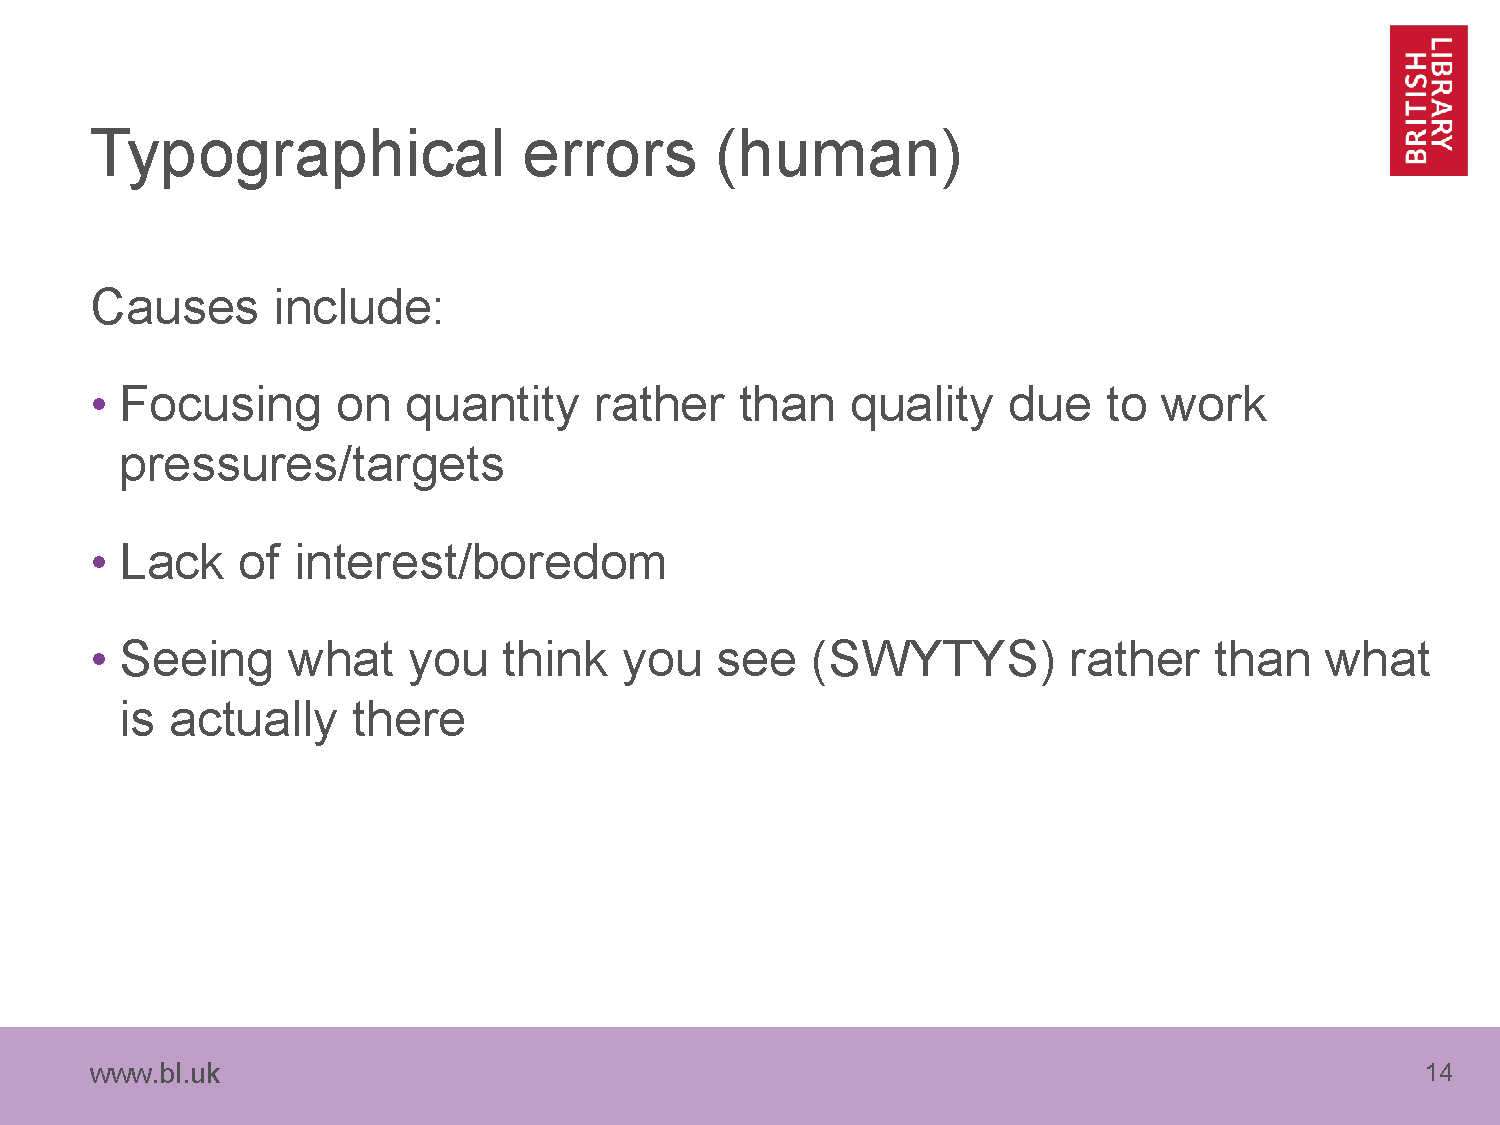 BRITISH
LIBRARY
Typographical errors (human)
Causes include:
• Focusing on quantity rather than quality due to work
pressures/targets
• Lack of interest/boredom
• Seeing what you think you see (SWYTYS) rather than what
is actually there
www.bl.uk
14